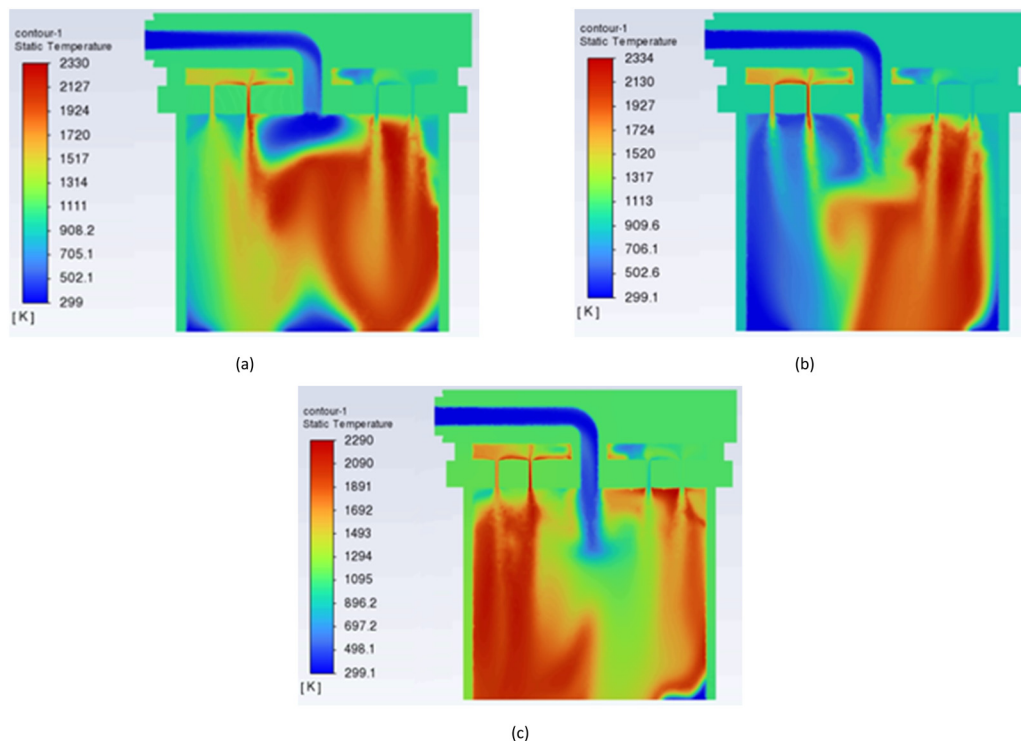 contour-1
Static Temperature
2330
2127
1924
1720
1517
1314
1111
908.2
705.1
502.1
299
[K]
(a)
contour-1
Static Temperature
2334
2130
1927
1724
1520
1317
1113
909.6
706.1
502.6
299.1
[K]
(b)
contour-1
Static Temperature
2290
2090
1891
1692
1493
1294
1095
896.2
697.2
498.1
299.1
[K]
(c)